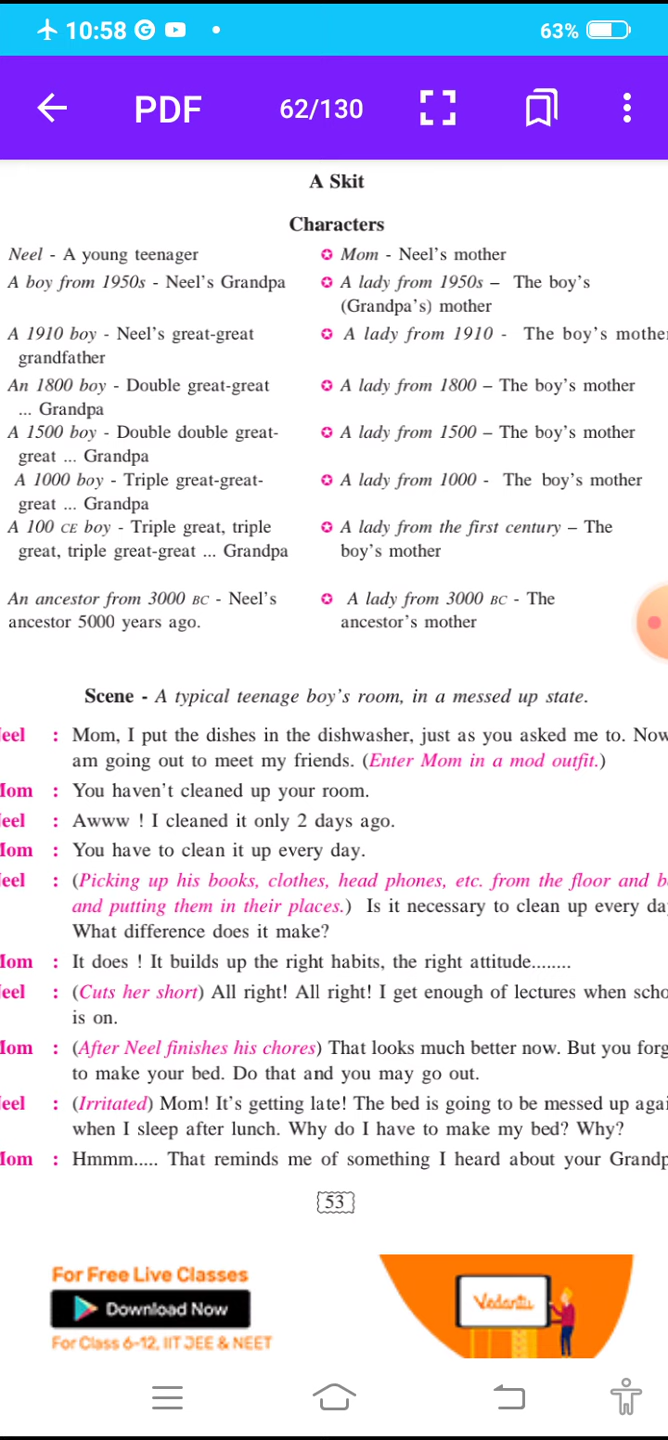 10:58
63%
PDF 62/130
A Skit
Characters
Neel - A young teenager
✪ Mom - Neel's mother
A boy from 1950s - Neel's Grandpa
✪ A lady from 1950s – The boy's
(Grandpa's) mother
A 1910 boy - Neel's great-great
grandfather
✪ A lady from 1910 - The boy's mothe
An 1800 boy - Double great-great
... Grandpa
✪ A lady from 1800 – The boy's mother
A 1500 boy - Double double great-
great ... Grandpa
✪ A lady from 1500 – The boy's mother
A 1000 boy - Triple great-great-
great ... Grandpa
✪ A lady from 1000 - The boy's mother
A 100 CE boy - Triple great, triple
great, triple great-great ... Grandpa
✪ A lady from the first century – The
boy's mother
An ancestor from 3000 BC - Neel's
ancestor 5000 years ago.
✪ A lady from 3000 BC - The
ancestor's mother
Scene - A typical teenage boy's room, in a messed up state.
eel : Mom, I put the dishes in the dishwasher, just as you asked me to. Now
am going out to meet my friends. (Enter Mom in a mod outfit.)
om : You haven't cleaned up your room.
eel : Awww ! I cleaned it only 2 days ago.
om : You have to clean it up every day.
eel : (Picking up his books, clothes, head phones, etc. from the floor and b
and putting them in their places.) Is it necessary to clean up every da
What difference does it make?
om : It does ! It builds up the right habits, the right attitude........
eel : (Cuts her short) All right! All right! I get enough of lectures when scho
is on.
om : (After Neel finishes his chores) That looks much better now. But you forg
to make your bed. Do that and you may go out.
eel : (Irritated) Mom! It's getting late! The bed is going to be messed up agai
when I sleep after lunch. Why do I have to make my bed? Why?
om : Hmmm..... That reminds me of something I heard about your Grandp
53
For Free Live Classes
Download Now
For Class 6-12, IIT JEE & NEET
Vedantu